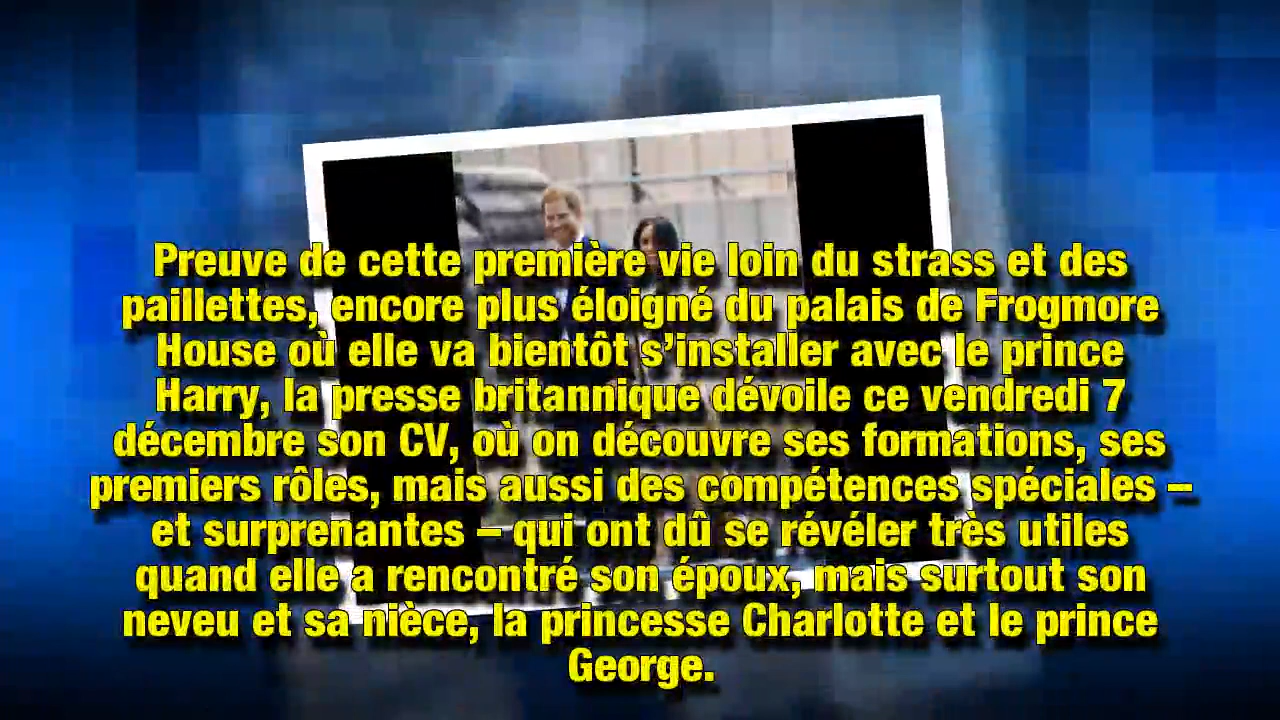 Preuve de cette première vie loin du strass et des
paillettes, encore plus éloigné du palais de Frogmore
House où elle va bientôt s’installer avec le prince
Harry, la presse britannique dévoile ce vendredi 7
décembre son CV, où on découvre ses formations, ses
premiers rôles, mais aussi des compétences spéciales –
et surprenantes – qui ont dû se révéler très utiles
quand elle a rencontré son époux, mais surtout son
neveu et sa nièce, la princesse Charlotte et le prince
George.